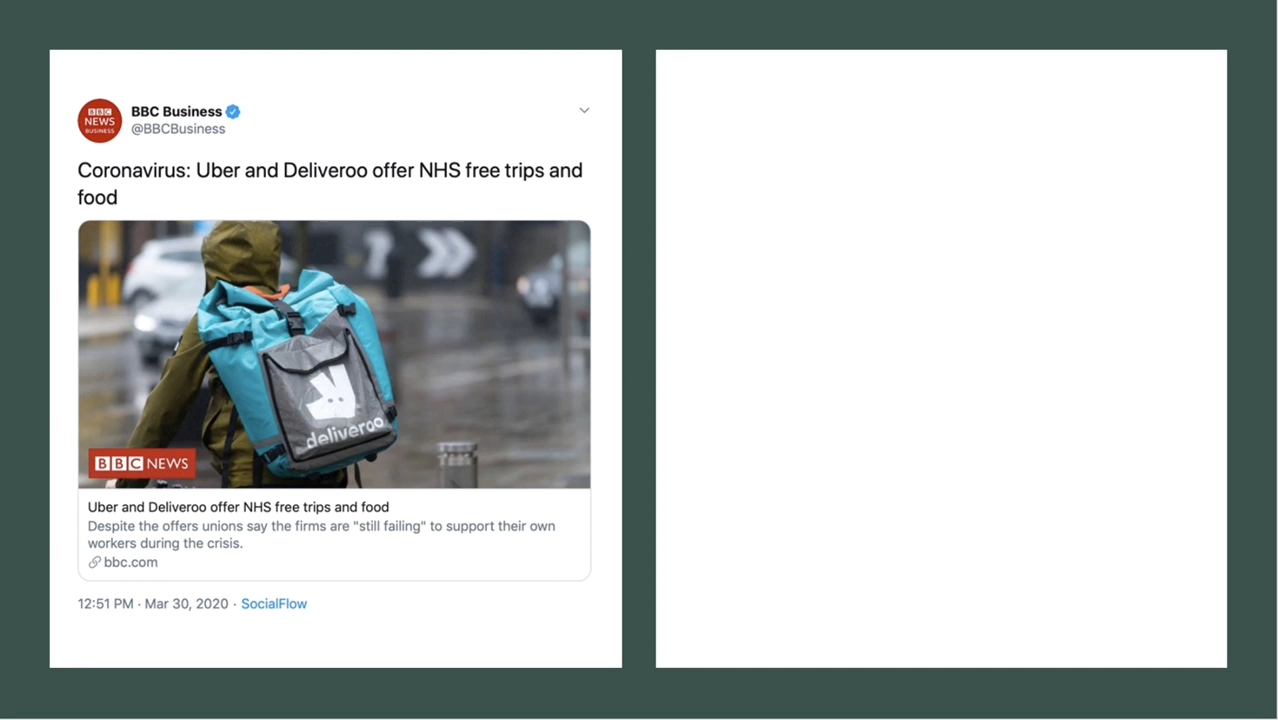 BBC
NEWS
BUSINESS
BBC Business
@BBCBusiness
Coronavirus: Uber and Deliveroo offer NHS free trips and
food
deliveroo
BBC NEWS
Uber and Deliveroo offer NHS free trips and food
Despite the offers unions say the firms are "still failing" to support their own
workers during the crisis.
bbc.com
12:51 PM · Mar 30, 2020 · SocialFlow